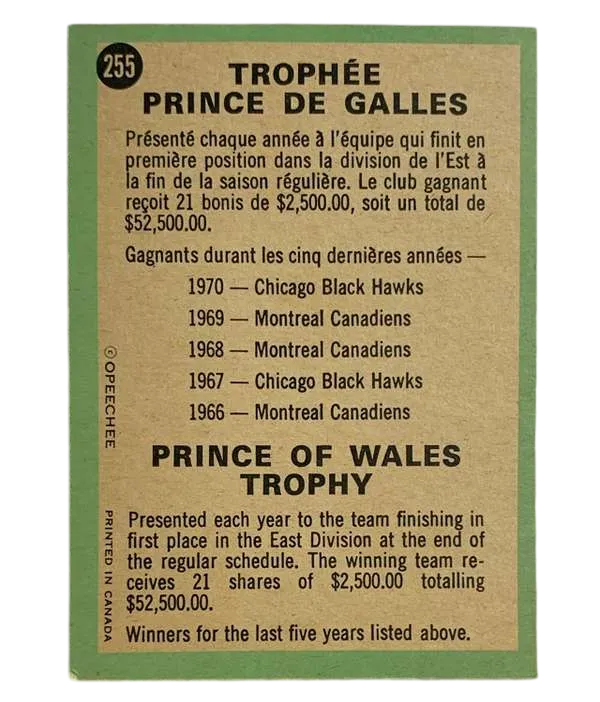 255
TROPHÉE
PRINCE DE GALLES
Présenté chaque année à l'équipe qui finit en
première position dans la division de l'Est à
la fin de la saison régulière. Le club gagnant
reçoit 21 bonis de $2,500.00, soit un total de
$52,500.00.
Gagnants durant les cinq dernières années —
1970 — Chicago Black Hawks
1969 — Montreal Canadiens
1968 — Montreal Canadiens
1967 — Chicago Black Hawks
1966 — Montreal Canadiens
PRINCE OF WALES
TROPHY
Presented each year to the team finishing in
first place in the East Division at the end of
the regular schedule. The winning team re-
ceives 21 shares of $2,500.00 totalling
$52,500.00.
Winners for the last five years listed above.
© OPEECHEE
PRINTED IN CANADA